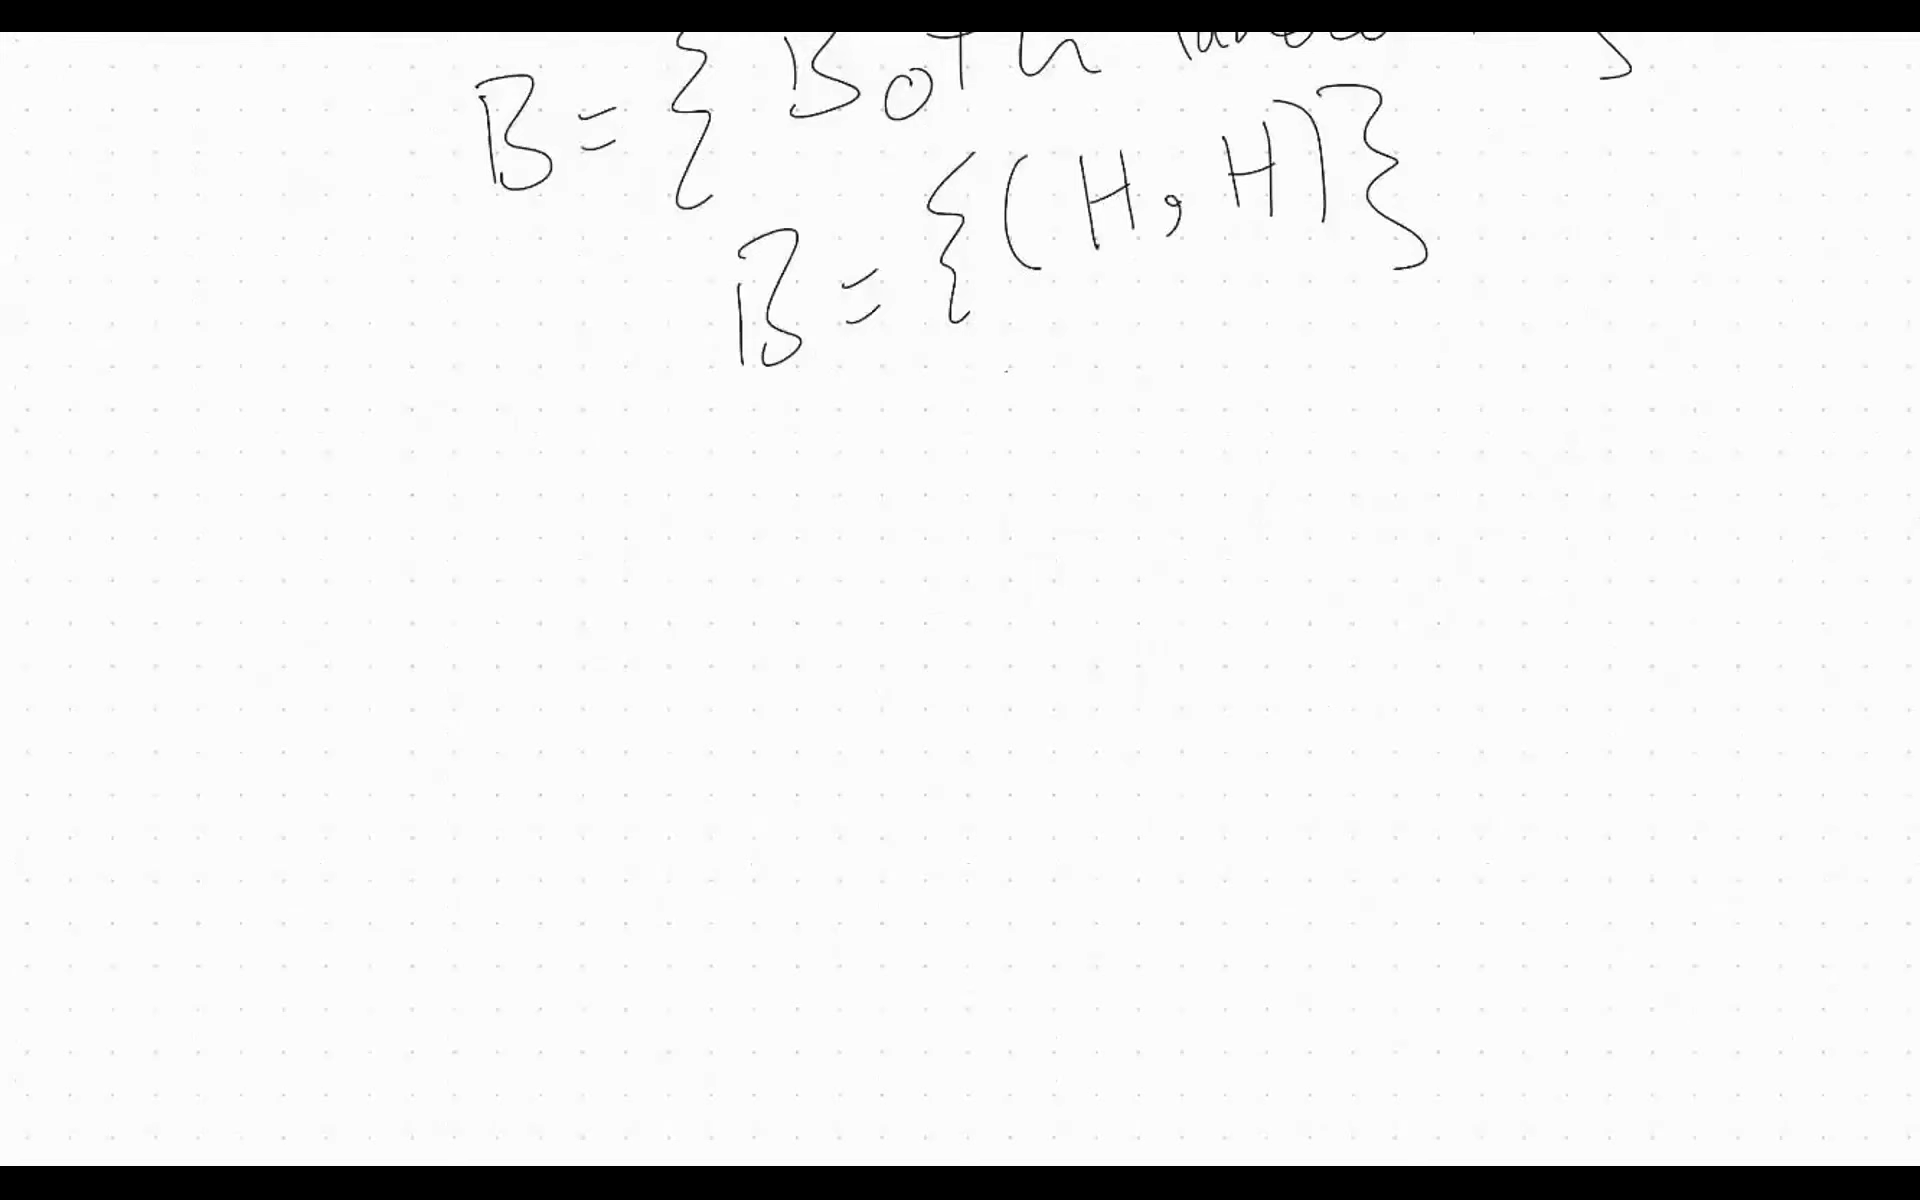 B = { Both }
B = {(H, H)}